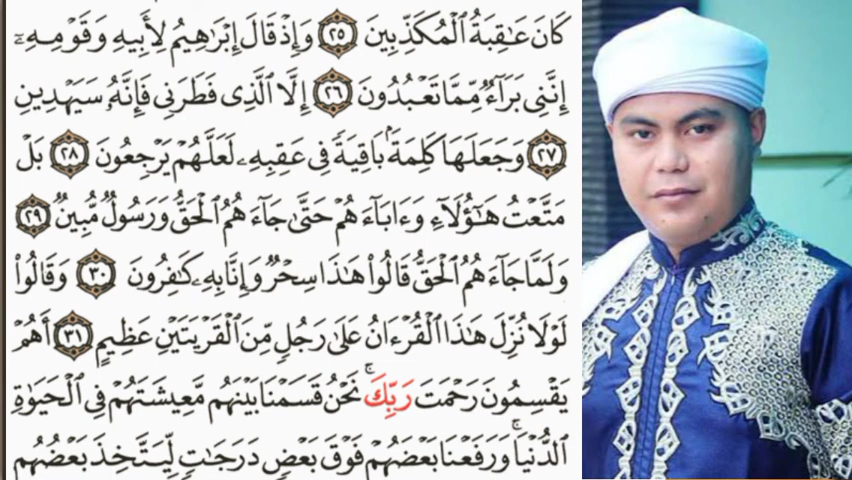 كَانَ عَٰقِبَةُ ٱلْمُكَذِّبِينَ ٢٥ وَإِذْ قَالَ إِبْرَٰهِيمُ لِأَبِيهِ وَقَوْمِهِۦٓ
إِنَّنِى بَرَآءٌ مِّمَّا تَعْبُدُونَ ٢٦ إِلَّا ٱلَّذِى فَطَرَنِى فَإِنَّهُۥ سَيَهْدِينِ
٢٧ وَجَعَلَهَا كَلِمَةًۢ بَاقِيَةً فِى عَقِبِهِۦ لَعَلَّهُمْ يَرْجِعُونَ ٢٨ بَلْ
مَتَّعْتُ هَٰٓؤُلَآءِ وَءَابَآءَهُمْ حَتَّىٰ جَآءَهُمُ ٱلْحَقُّ وَرَسُولٌ مُّبِينٌ ٢٩
وَلَمَّا جَآءَهُمُ ٱلْحَقُّ قَالُوا۟ هَٰذَا سِحْرٌ وَإِنَّا بِهِۦ كَٰفِرُونَ ٣٠ وَقَالُوا۟
لَوْلَا نُزِّلَ هَٰذَا ٱلْقُرْءَانُ عَلَىٰ رَجُلٍ مِّنَ ٱلْقَرْيَتَيْنِ عَظِيمٍ ٣١ أَهُمْ
يَقْسِمُونَ رَحْمَتَ رَبِّكَ ۚ نَحْنُ قَسَمْنَا بَيْنَهُم مَّعِيشَتَهُمْ فِى ٱلْحَيَوٰةِ
ٱلدُّنْيَا ۚ وَرَفَعْنَا بَعْضَهُمْ فَوْقَ بَعْضٍ دَرَجَٰتٍ لِّيَتَّخِذَ بَعْضُهُم